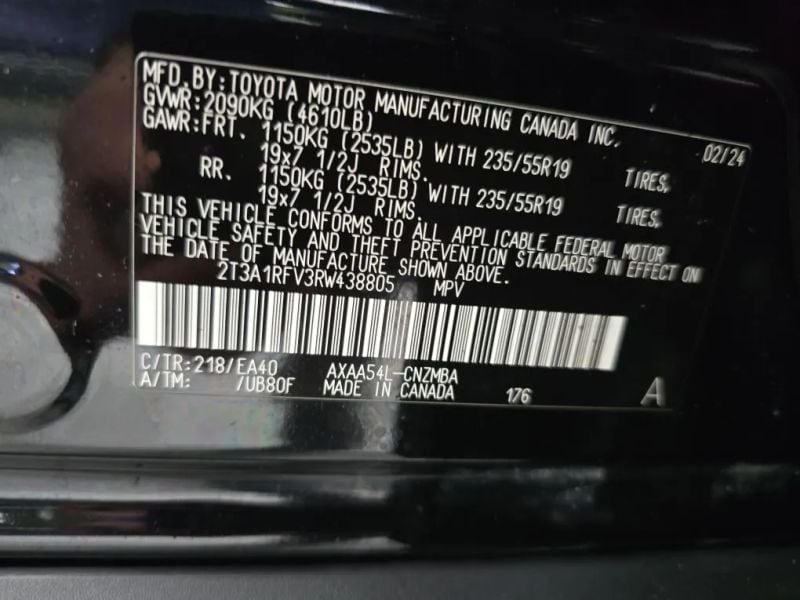 MFD.BY:TOYOTA MOTOR MANUFACTURING CANADA INC. 02/24
GVWR:2090KG (4610LB)
GAWR:FRT. 1150KG (2535LB) WITH 235/55R19 TIRES,
19x7 1/2J RIMS.
RR. 1150KG (2535LB) WITH 235/55R19 TIRES,
19x7 1/2J RIMS.
THIS VEHICLE CONFORMS TO ALL APPLICABLE FEDERAL MOTOR
VEHICLE SAFETY AND THEFT PREVENTION STANDARDS IN EFFECT ON
THE DATE OF MANUFACTURE SHOWN ABOVE.
2T3A1RFV3RW438805 MPV
C/TR:218/EA40 AXAA54L-CNZMBA
A/TM: /UB80F MADE IN CANADA 176 A